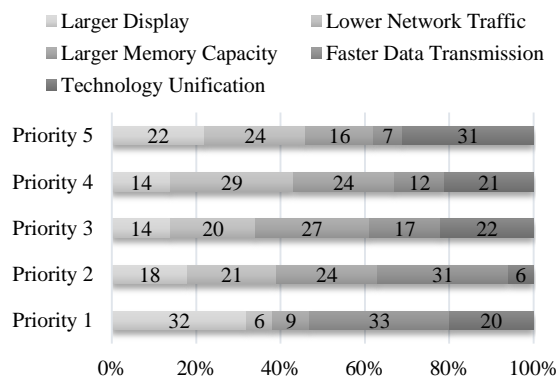 Larger Display Lower Network Traffic
Larger Memory Capacity Faster Data Transmission
Technology Unification
Priority 5 22 24 16 7 31
Priority 4 14 29 24 12 21
Priority 3 14 20 27 17 22
Priority 2 18 21 24 31 6
Priority 1 32 6 9 33 20
0% 20% 40% 60% 80% 100%